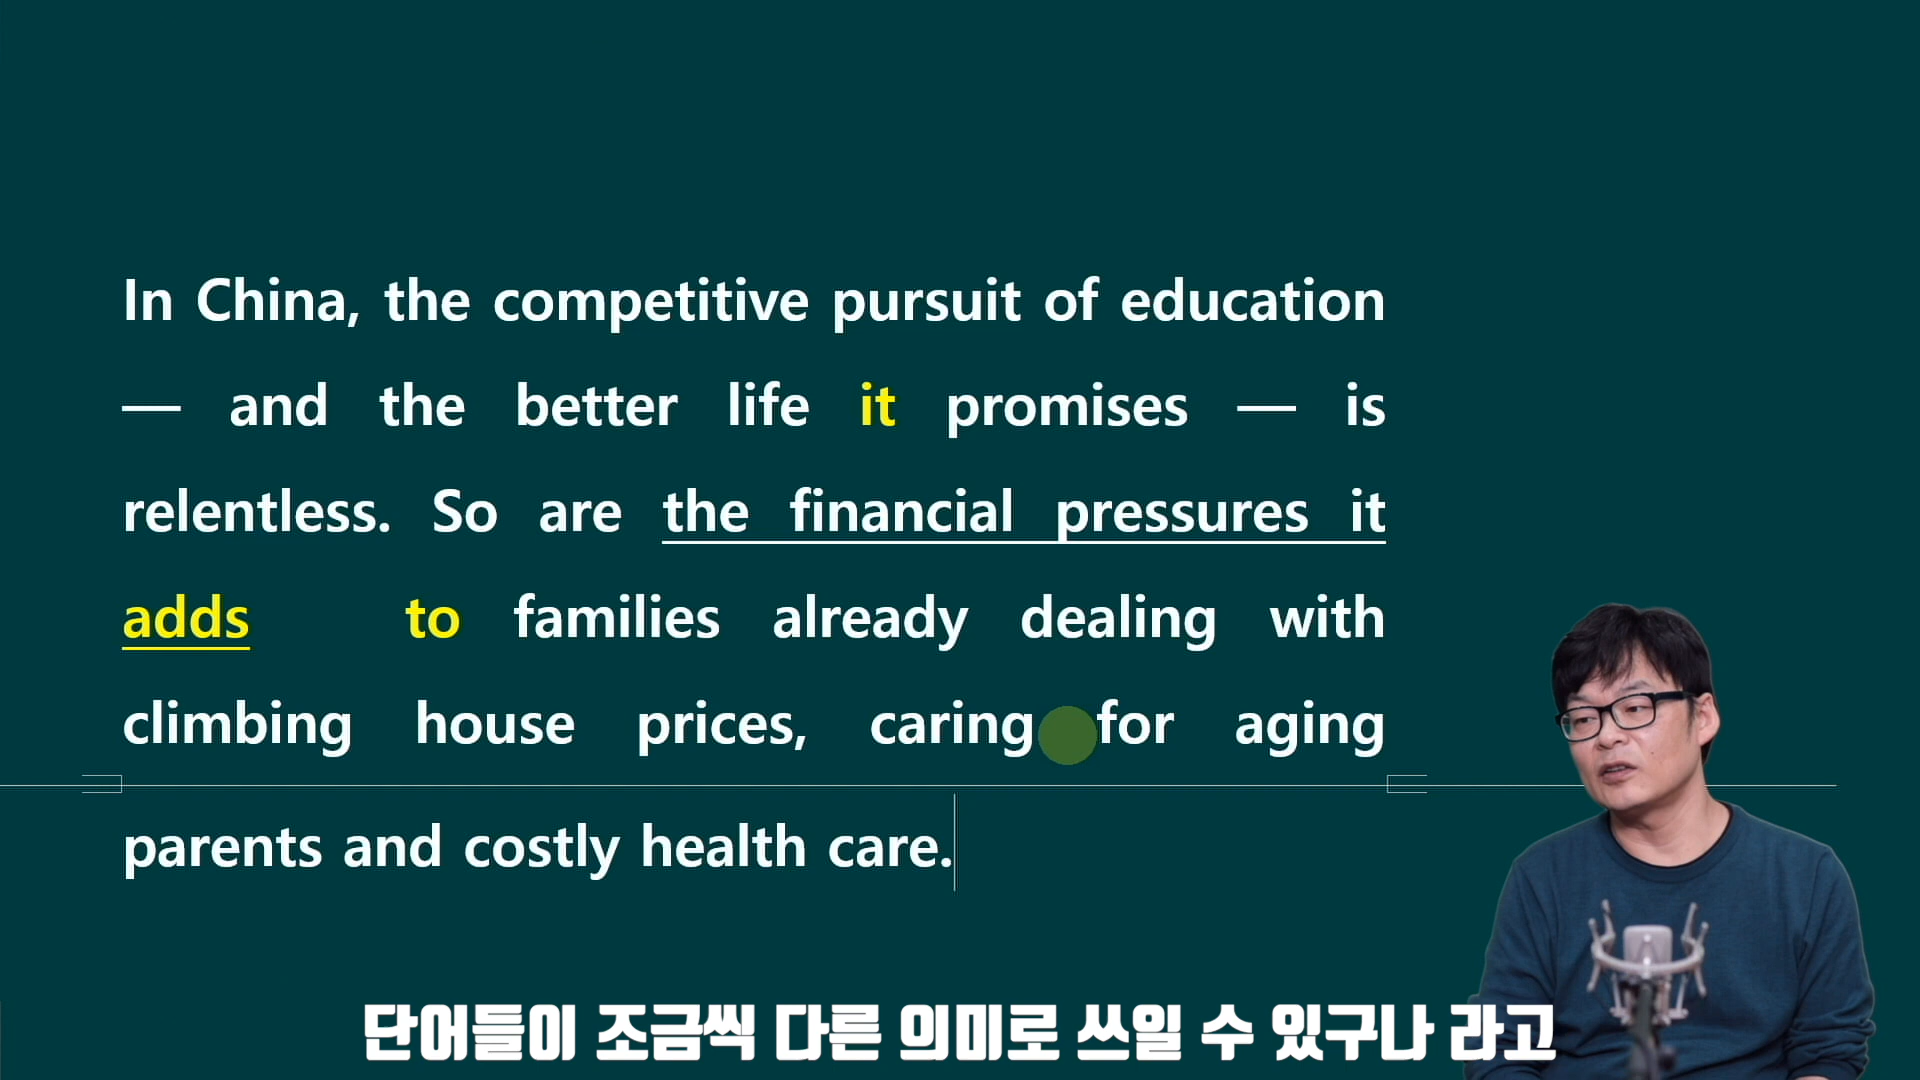 In China, the competitive pursuit of education
— and the better life it promises — is
relentless. So are the financial pressures it
adds to families already dealing with
climbing house prices, caring for aging
parents and costly health care.
단어들이 조금씩 다른 의미로 쓰일 수 있구나 라고